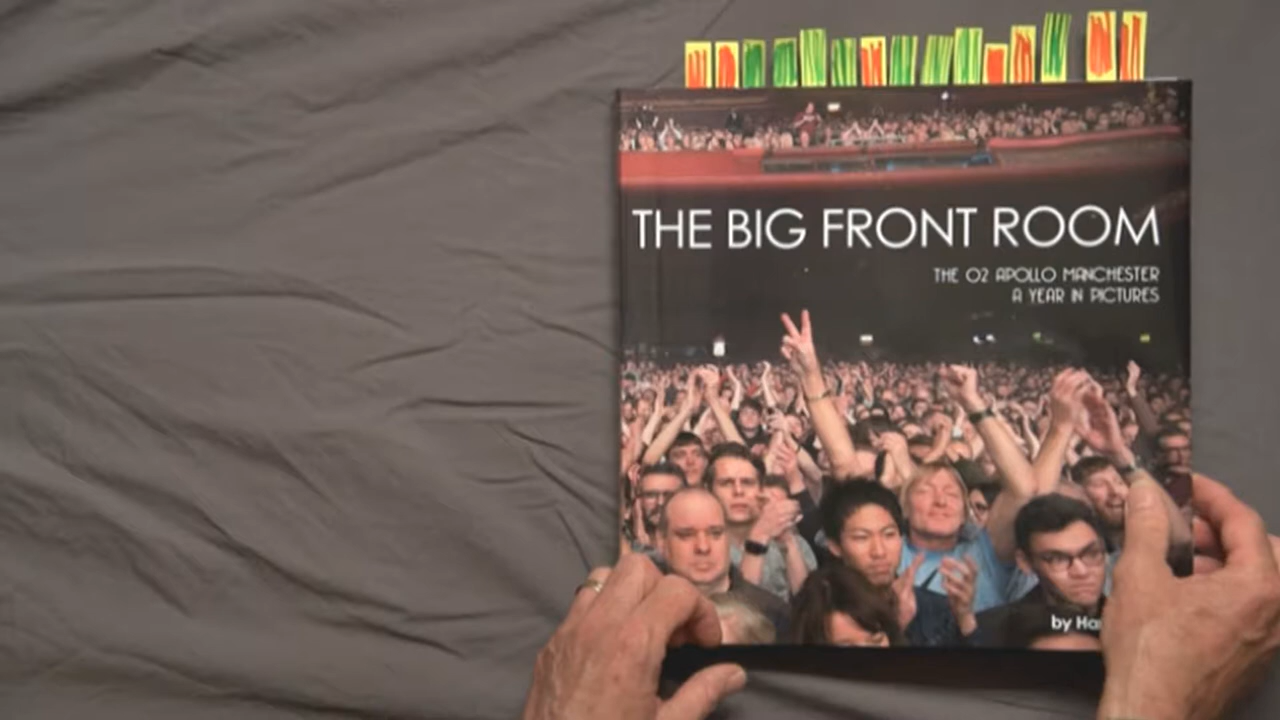 THE BIG FRONT ROOM
THE O2 APOLLO MANCHESTER
A YEAR IN PICTURES
by